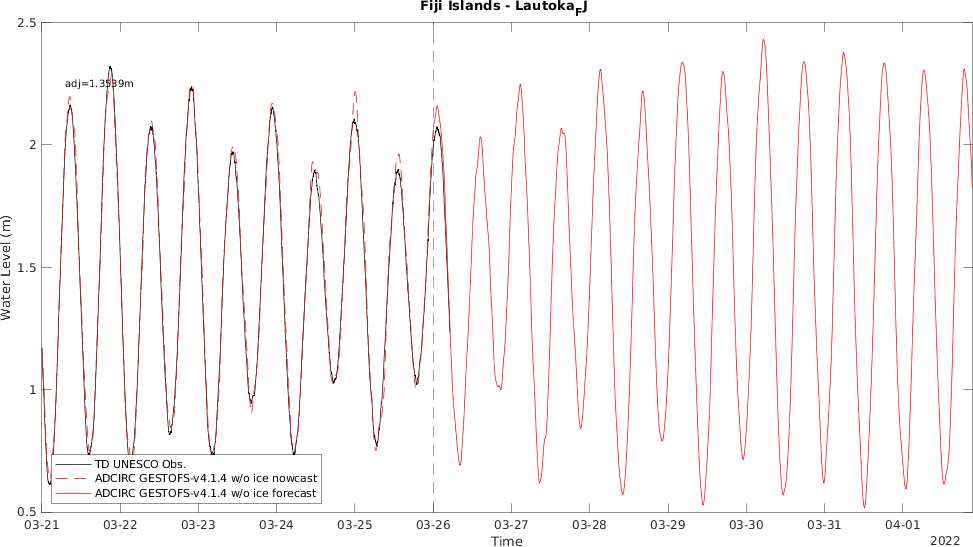 Fiji Islands - Lautoka_FJ
2.5
adj=1.3539m
2
1.5
1
0.5
Water Level (m)
TD UNESCO Obs.
ADCIRC GESTOFS-v4.1.4 w/o ice nowcast
ADCIRC GESTOFS-v4.1.4 w/o ice forecast
03-21 03-22 03-23 03-24 03-25 03-26 03-27 03-28 03-29 03-30 03-31 04-01
Time
2022